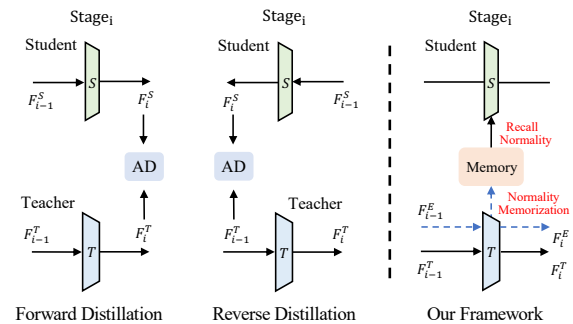 Stage_i
Student
S
F_{i-1}^S
F_i^S
AD
Teacher
F_{i-1}^T
T
F_i^T
Forward Distillation
Stage_i
Student
S
F_i^S
F_{i-1}^S
AD
Teacher
F_{i-1}^T
T
F_i^T
Reverse Distillation
Stage_i
Student
S
Recall
Normality
Memory
Normality
Memorization
F_{i-1}^E
F_i^E
T
F_{i-1}^T
F_i^T
Our Framework